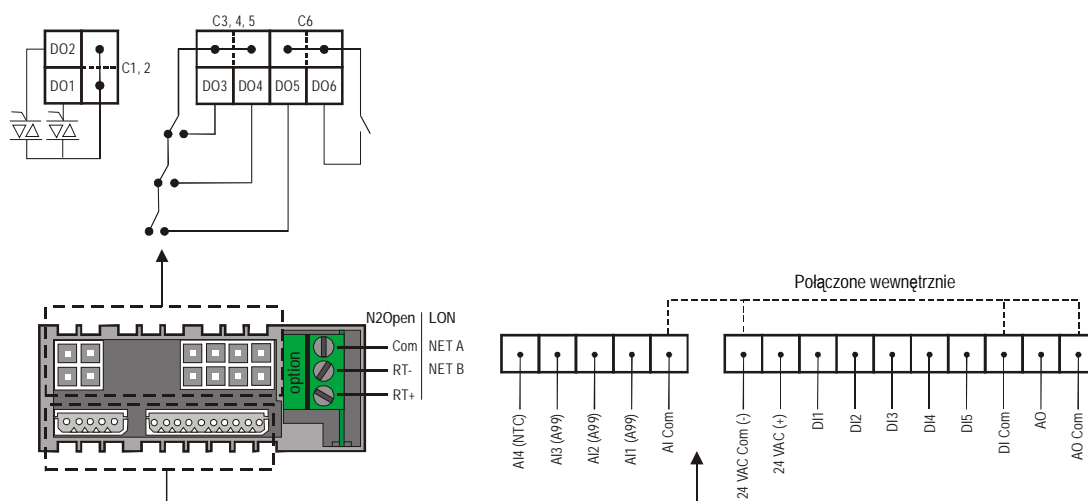 C3, 4, 5 C6
DO2
C1, 2
DO1 DO3 DO4 DO5 DO6
Połączone wewnętrznie
N2Open LON
Com NET A
RT- NET B
RT+
option
AI4 (NTC)
AI3 (A99)
AI2 (A99)
AI1 (A99)
AI Com
24 VAC Com (-)
24 VAC (+)
DI1
DI2
DI3
DI4
DI5
DI Com
AO
AO Com